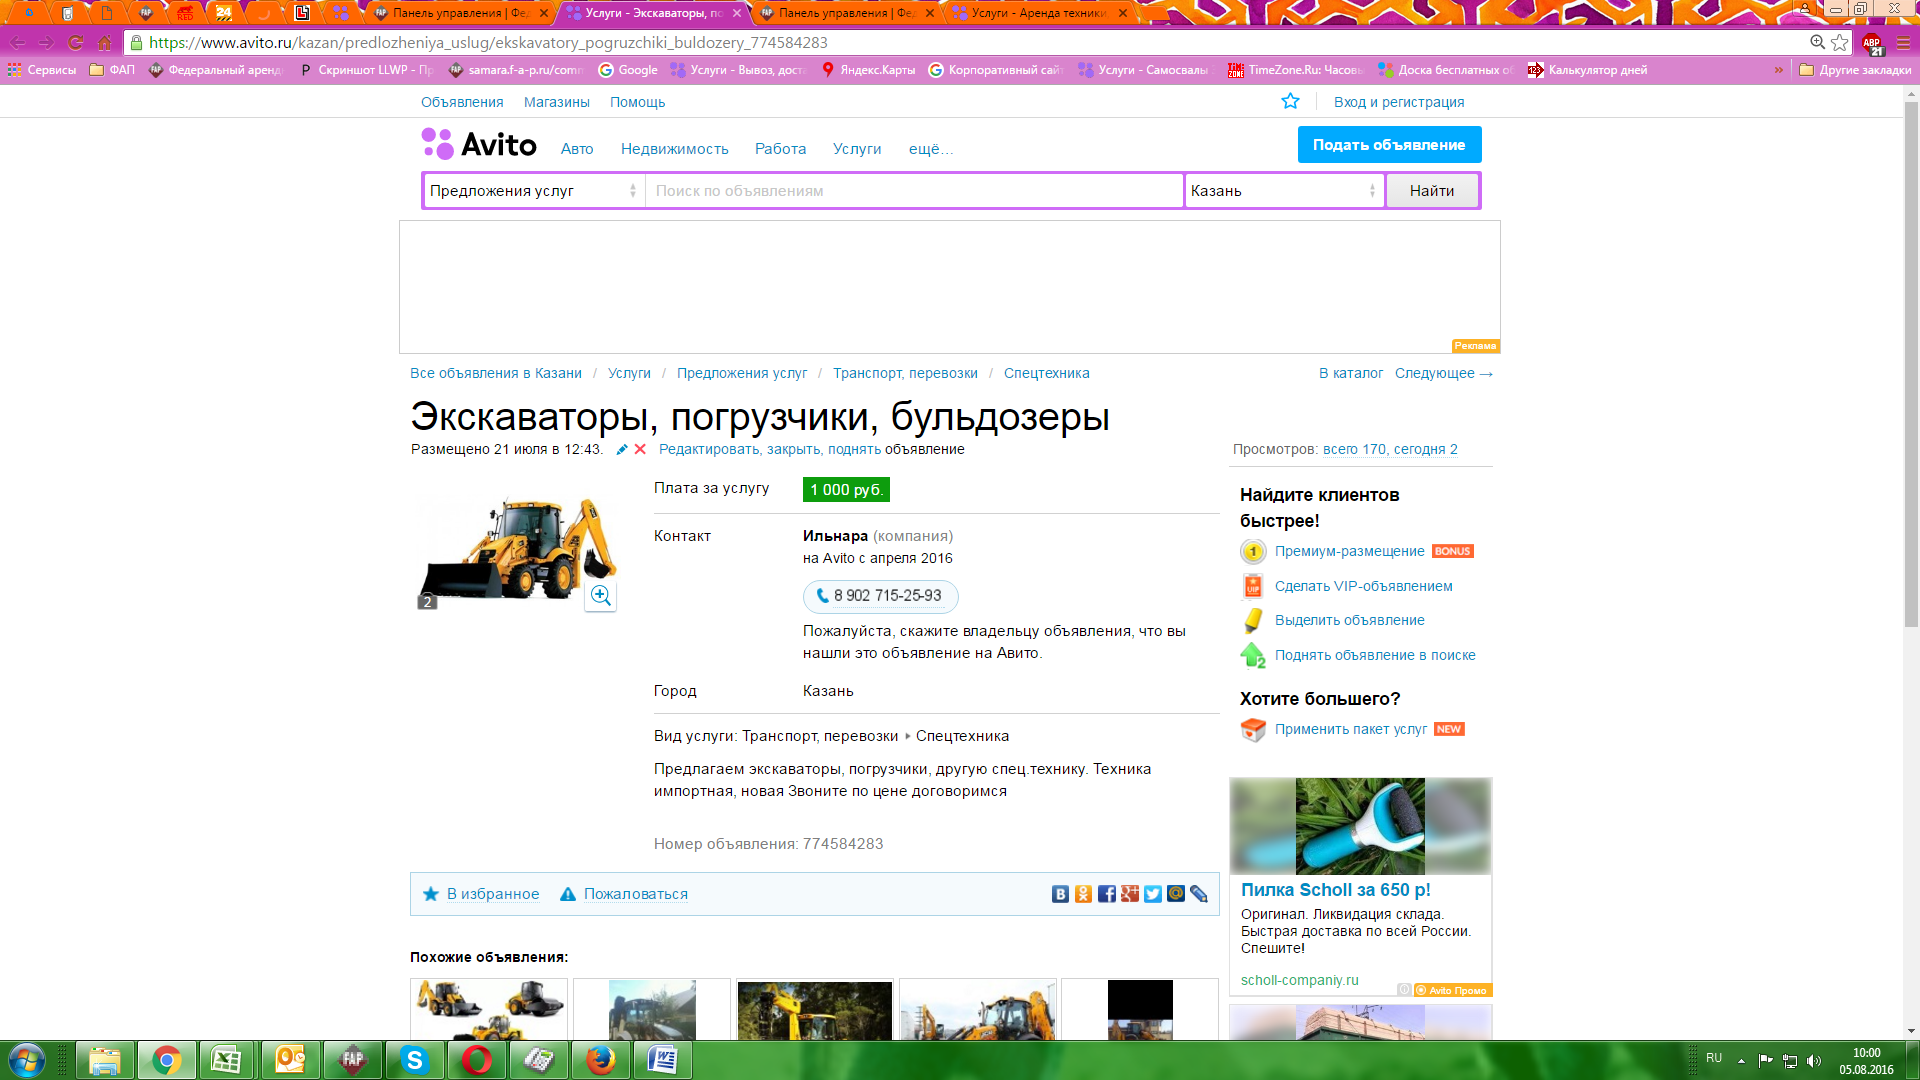 Панель управления | Фед
Услуги - Экскаваторы, по
Панель управления | Фед
Услуги - Аренда техники
https://www.avito.ru/kazan/predlozheniya_uslug/ekskavatory_pogruzchiki_buldozery_774584283
Сервисы
ФАП
Федеральный аренд
Скриншот LLWP - Пр
samara.f-a-p.ru/com
Google
Услуги - Вывоз, дост
Яндекс.Карты
Корпоративный сайт
Услуги - Самосвалы
TimeZone.Ru: Часов
Доска бесплатных об
Калькулятор дней
»
Другие закладки
Объявления Магазины Помощь
Вход и регистрация
Avito
Авто Недвижимость Работа Услуги ещё...
Подать объявление
Предложения услуг
Поиск по объявлениям
Казань
Найти
Реклама
Все объявления в Казани / Услуги / Предложения услуг / Транспорт, перевозки / Спецтехника
В каталог Следующее →
Экскаваторы, погрузчики, бульдозеры
Размещено 21 июля в 12:43. Редактировать, закрыть, поднять объявление
Просмотров: всего 170, сегодня 2
2
Плата за услугу 1 000 руб.
Контакт Ильнара (компания)
на Avito с апреля 2016
8 902 715-25-93
Пожалуйста, скажите владельцу объявления, что вы
нашли это объявление на Авито.
Город Казань
Вид услуги: Транспорт, перевозки ▸ Спецтехника
Предлагаем экскаваторы, погрузчики, другую спец.технику. Техника
импортная, новая Звоните по цене договоримся
Номер объявления: 774584283
В избранное Пожаловаться
Похожие объявления:
Найдите клиентов
быстрее!
Премиум-размещение BONUS
Сделать VIP-объявлением
Выделить объявление
Поднять объявление в поиске
Хотите большего?
Применить пакет услуг NEW
Пилка Scholl за 650 р!
Оригинал. Ликвидация склада.
Быстрая доставка по всей России.
Спешите!
scholl-companiy.ru
Avito Промо
RU
10:00
05.08.2016